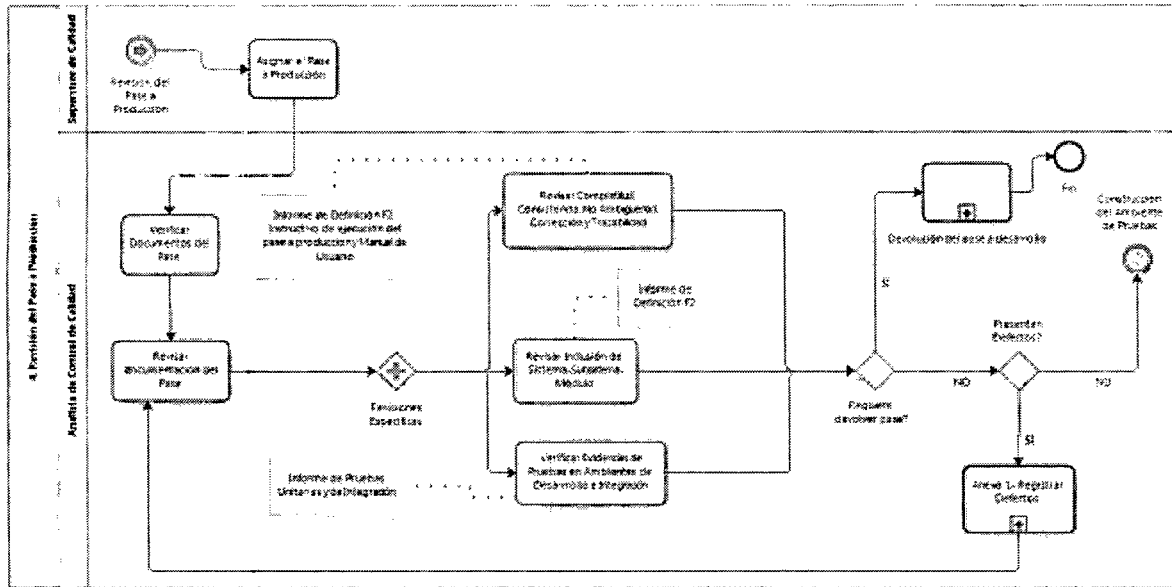 4. Revisión del Pase a Producción
Supervisor de Calidad
Analista de Control de Calidad
Revisión del
Pase a
Producción
Asignar el Pase
a Producción
Verificar
Documentos del
Pase
Revisar
documentación del
Pase
Informe de Definición F2
Instructivo de ejecución del
pase a producción y Manual de
Usuario
Revisiones
Específicas
Revisar Completitud,
Consistencia, No Ambigüedad,
Corrección y Trazabilidad
Informe de
Definición F2
Revisar Inclusión de
Sistema, Subsistema,
Módulo
Informe de Pruebas
Unitarias y de Integración
Verificar Evidencias de
Pruebas en Ambientes de
Desarrollo e Integración
Requiere
devolver pase?
SI
NO
Devolución del pase a desarrollo
Fin
Construcción
del Ambiente
de Pruebas
Presentan
Defectos?
NO
SI
Anexo 1.- Registrar
Defectos